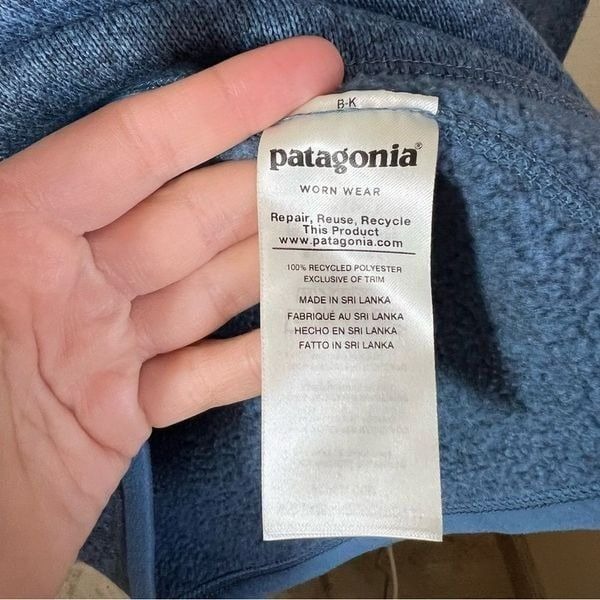 B-K
patagonia®
WORN WEAR
Repair, Reuse, Recycle
This Product
www.patagonia.com
100% RECYCLED POLYESTER
EXCLUSIVE OF TRIM
MADE IN SRI LANKA
FABRIQUÉ AU SRI LANKA
HECHO EN SRI LANKA
FATTO IN SRI LANKA